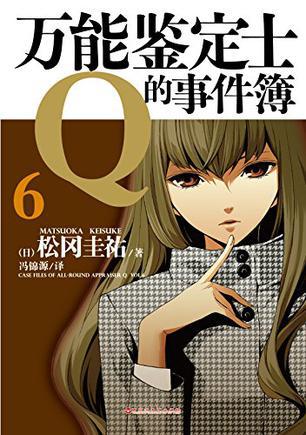 万能鉴定士
Q
的事件簿
6
MATSUOKA KEISUKE
(日)松冈圭祐/著
冯锦源/译
CASE FILES OF ALL-ROUND APPRAISER Q VOL.6